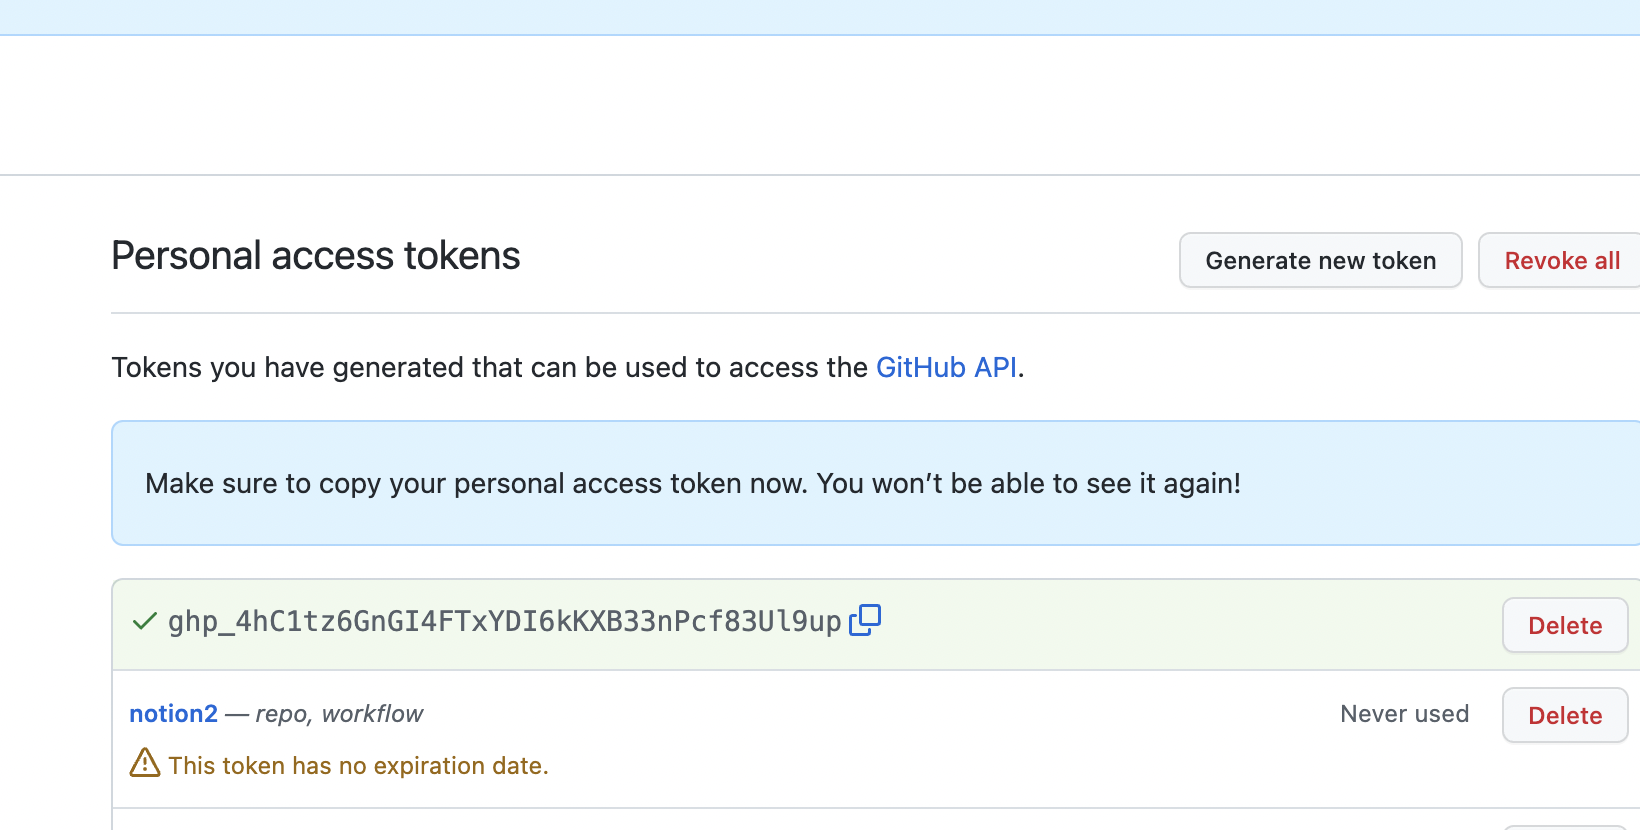 Personal access tokens
Generate new token
Revoke all
Tokens you have generated that can be used to access the GitHub API.
Make sure to copy your personal access token now. You won’t be able to see it again!
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
Delete
notion2 — repo, workflow
Never used
Delete
This token has no expiration date.